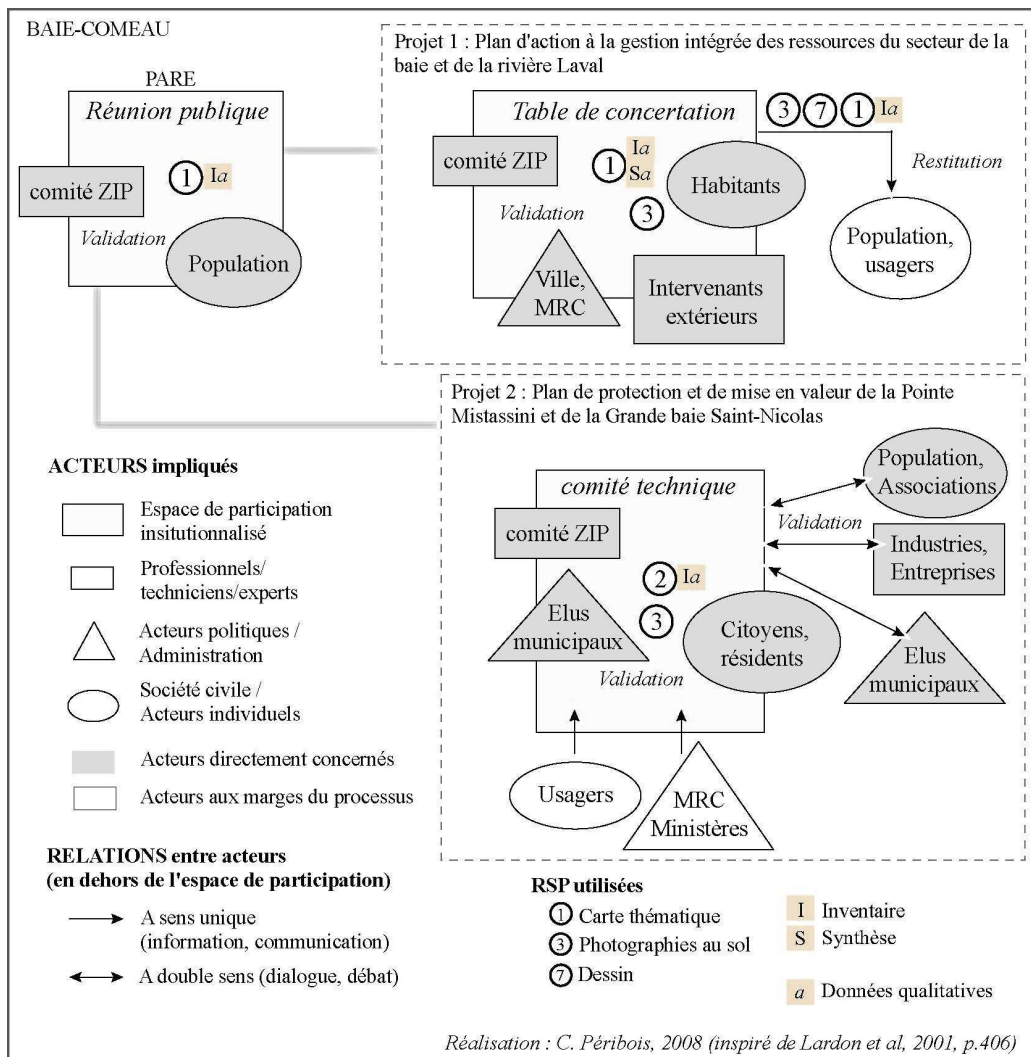 BAIE-COMEAU
PARE
Réunion publique
comité ZIP
1 Ia
Validation
Population
Projet 1 : Plan d'action à la gestion intégrée des ressources du secteur de la
baie et de la rivière Laval
Table de concertation
3 7 1 Ia
comité ZIP
1 Ia
Sa
3
Habitants
Restitution
Validation
Ville,
MRC
Intervenants
extérieurs
Population,
usagers
Projet 2 : Plan de protection et de mise en valeur de la Pointe
Mistassini et de la Grande baie Saint-Nicolas
comité technique
comité ZIP
2 Ia
3
Elus
municipaux
Citoyens,
résidents
Validation
Population,
Associations
Validation
Industries,
Entreprises
Elus
municipaux
Usagers
MRC
Ministères
ACTEURS impliqués
Espace de participation
insitutionnalisé
Professionnels/
techniciens/experts
Acteurs politiques /
Administration
Société civile /
Acteurs individuels
Acteurs directement concernés
Acteurs aux marges du processus
RELATIONS entre acteurs
(en dehors de l'espace de participation)
A sens unique
(information, communication)
A double sens (dialogue, débat)
RSP utilisées
1 Carte thématique
3 Photographies au sol
7 Dessin
I Inventaire
S Synthèse
a Données qualitatives
Réalisation : C. Péribois, 2008 (inspiré de Lardon et al, 2001, p.406)